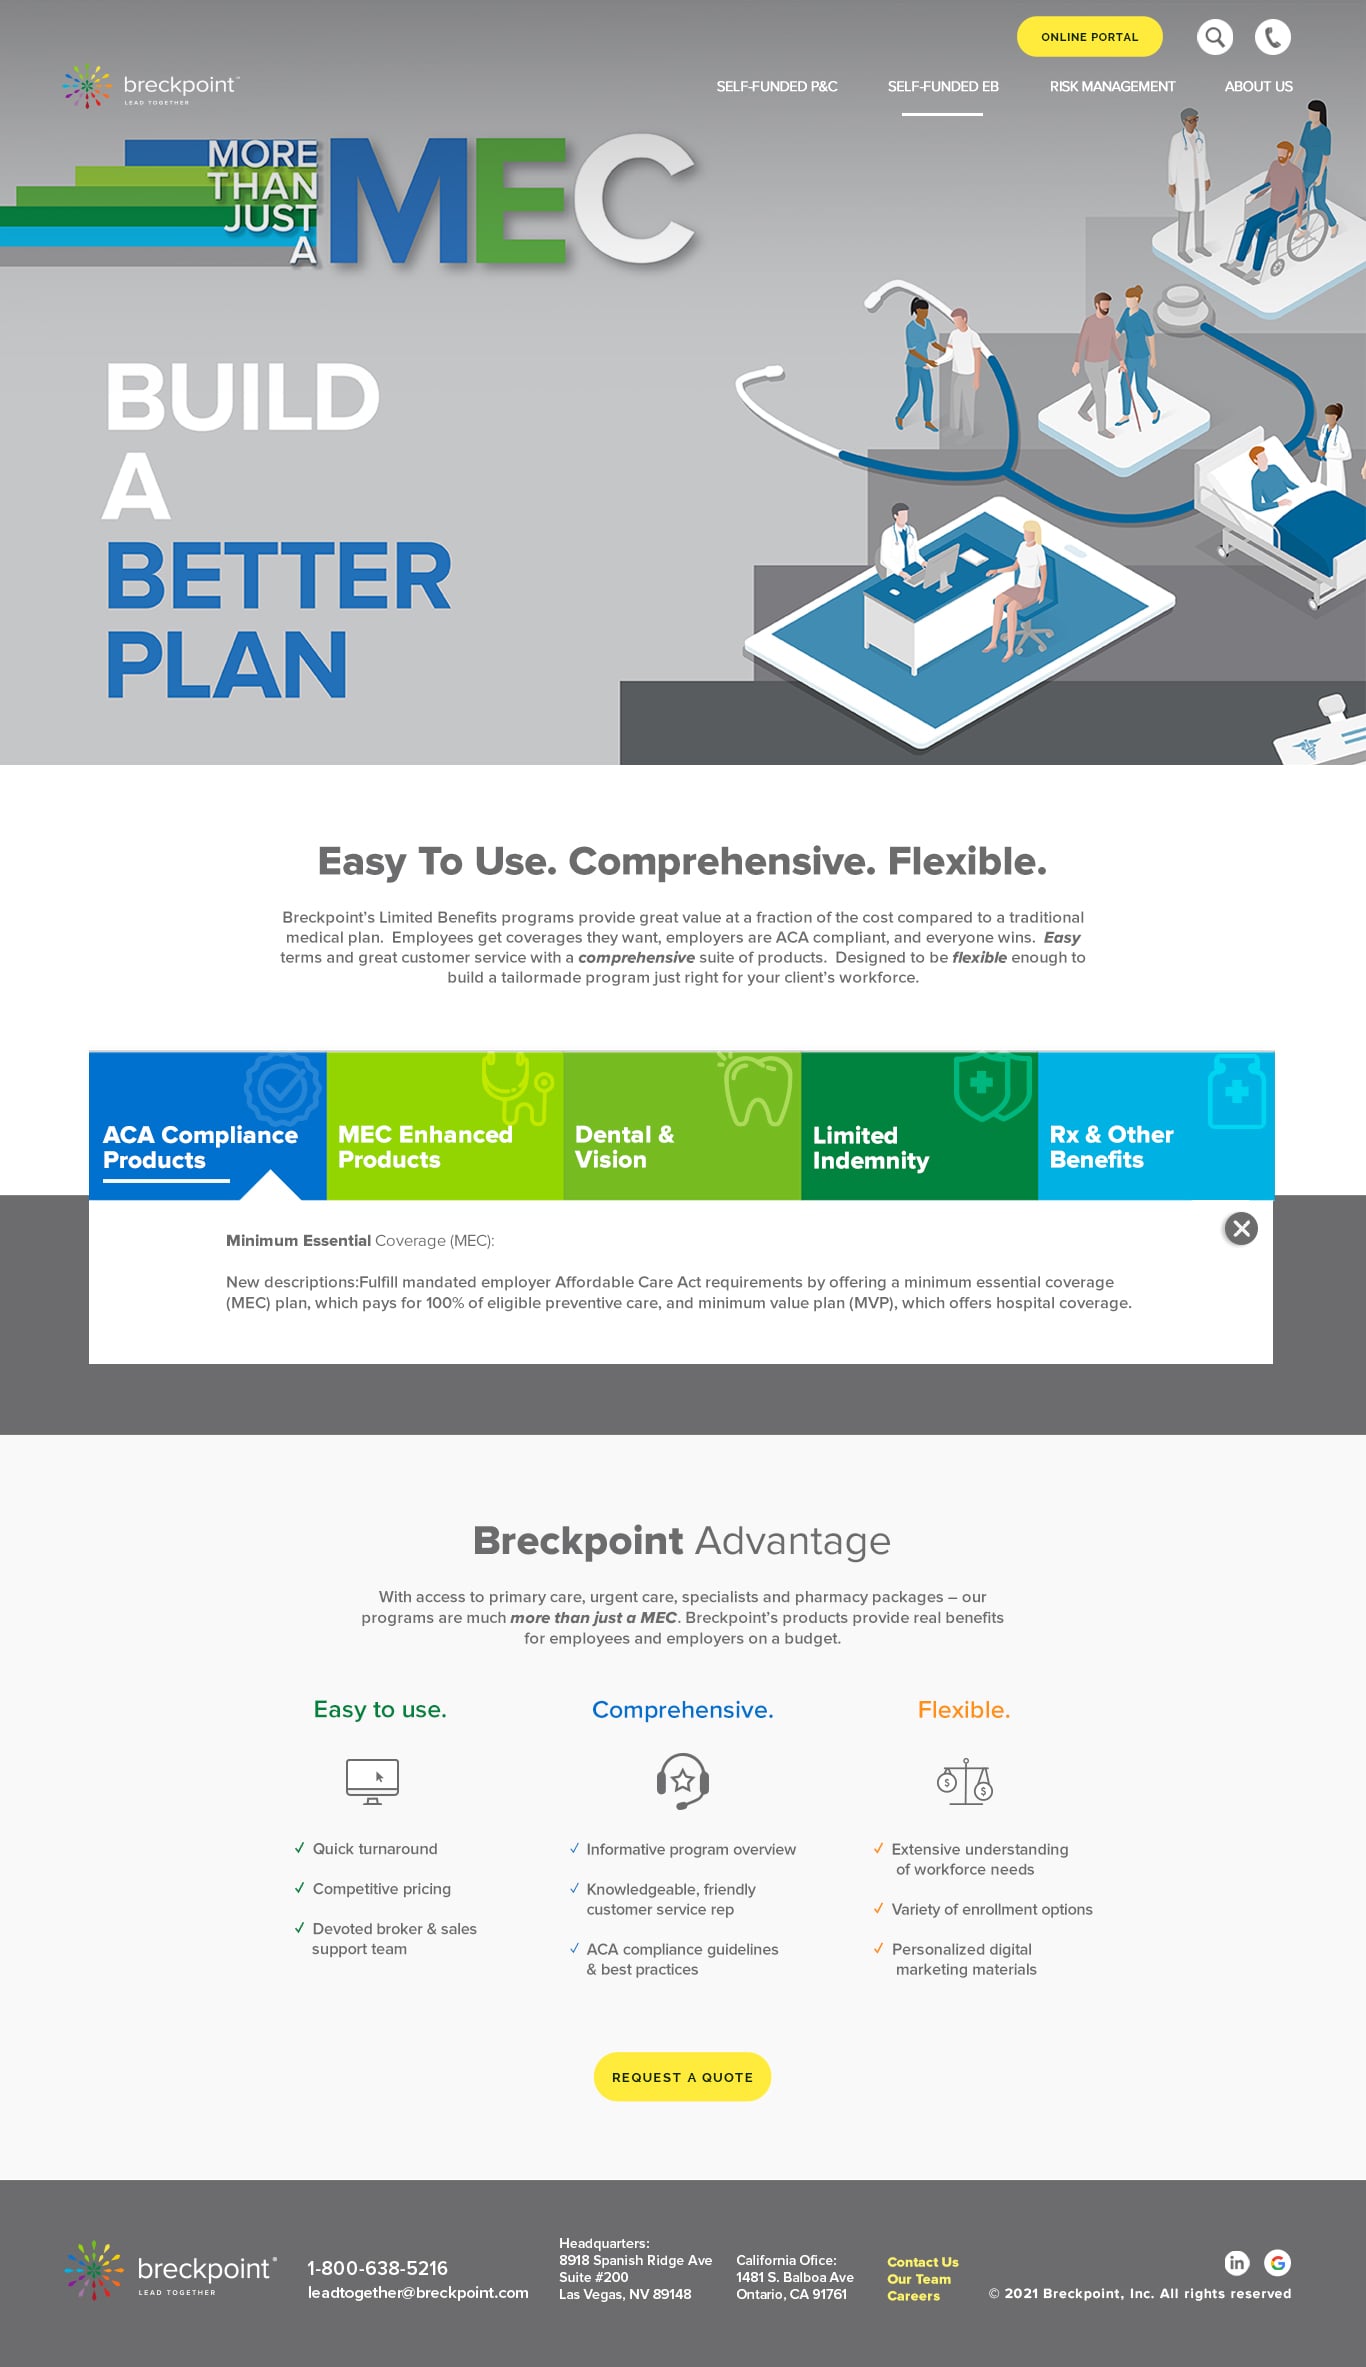 ONLINE PORTAL
breckpoint™
LEAD TOGETHER
SELF-FUNDED P&C
SELF-FUNDED EB
RISK MANAGEMENT
ABOUT US
MORE
THAN
JUST
A
MEC
BUILD
A
BETTER
PLAN
Easy To Use. Comprehensive. Flexible.
Breckpoint’s Limited Benefits programs provide great value at a fraction of the cost compared to a traditional
medical plan.  Employees get coverages they want, employers are ACA compliant, and everyone wins.  Easy
terms and great customer service with a comprehensive suite of products.  Designed to be flexible enough to
build a tailormade program just right for your client’s workforce.
ACA Compliance
Products
MEC Enhanced
Products
Dental &
Vision
Limited
Indemnity
Rx & Other
Benefits
Minimum Essential Coverage (MEC):
New descriptions:Fulfill mandated employer Affordable Care Act requirements by offering a minimum essential coverage
(MEC) plan, which pays for 100% of eligible preventive care, and minimum value plan (MVP), which offers hospital coverage.
Breckpoint Advantage
With access to primary care, urgent care, specialists and pharmacy packages – our
programs are much more than just a MEC. Breckpoint’s products provide real benefits
for employees and employers on a budget.
Easy to use.
✓ Quick turnaround
✓ Competitive pricing
✓ Devoted broker & sales
support team
Comprehensive.
✓ Informative program overview
✓ Knowledgeable, friendly
customer service rep
✓ ACA compliance guidelines
& best practices
Flexible.
$ $
✓ Extensive understanding
of workforce needs
✓ Variety of enrollment options
✓ Personalized digital
marketing materials
REQUEST A QUOTE
breckpoint®
LEAD TOGETHER
1-800-638-5216
leadtogether@breckpoint.com
Headquarters:
8918 Spanish Ridge Ave
Suite #200
Las Vegas, NV 89148
California Ofice:
1481 S. Balboa Ave
Ontario, CA 91761
Contact Us
Our Team
Careers
in G
© 2021 Breckpoint, Inc. All rights reserved